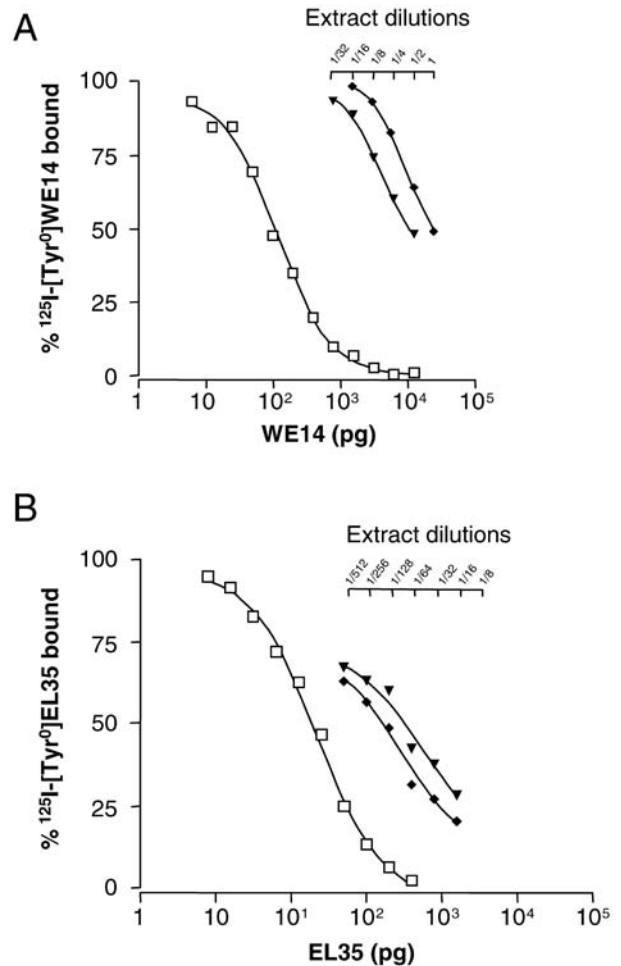 A
Extract dilutions
1/32 1/16 1/8 1/4 1/2 1
% ¹²⁵I-[Tyr⁰]WE14 bound
100
75
50
25
0
1 10 10² 10³ 10⁴ 10⁵
WE14 (pg)
B
Extract dilutions
1/512 1/256 1/128 1/64 1/32 1/16 1/8
% ¹²⁵I-[Tyr⁰]EL35 bound
100
75
50
25
0
1 10¹ 10² 10³ 10⁴ 10⁵
EL35 (pg)